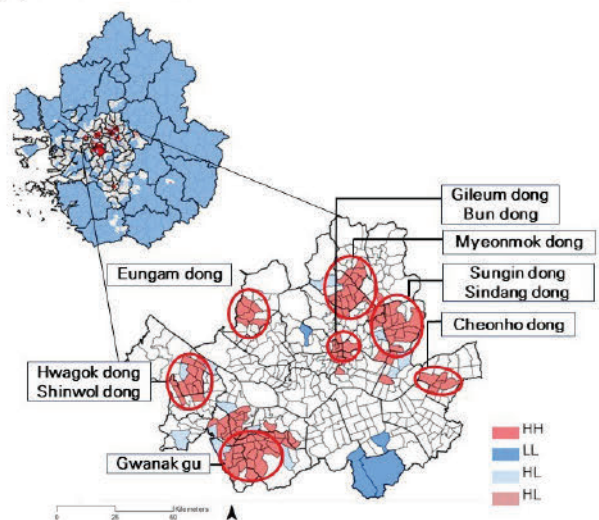 Gileum dong
Bun dong
Myeonmok dong
Eungam dong
Sungin dong
Sindang dong
Cheonho dong
Hwagok dong
Shinwol dong
Gwanak gu
HH
LL
HL
HL
Kilometers
0 25 50